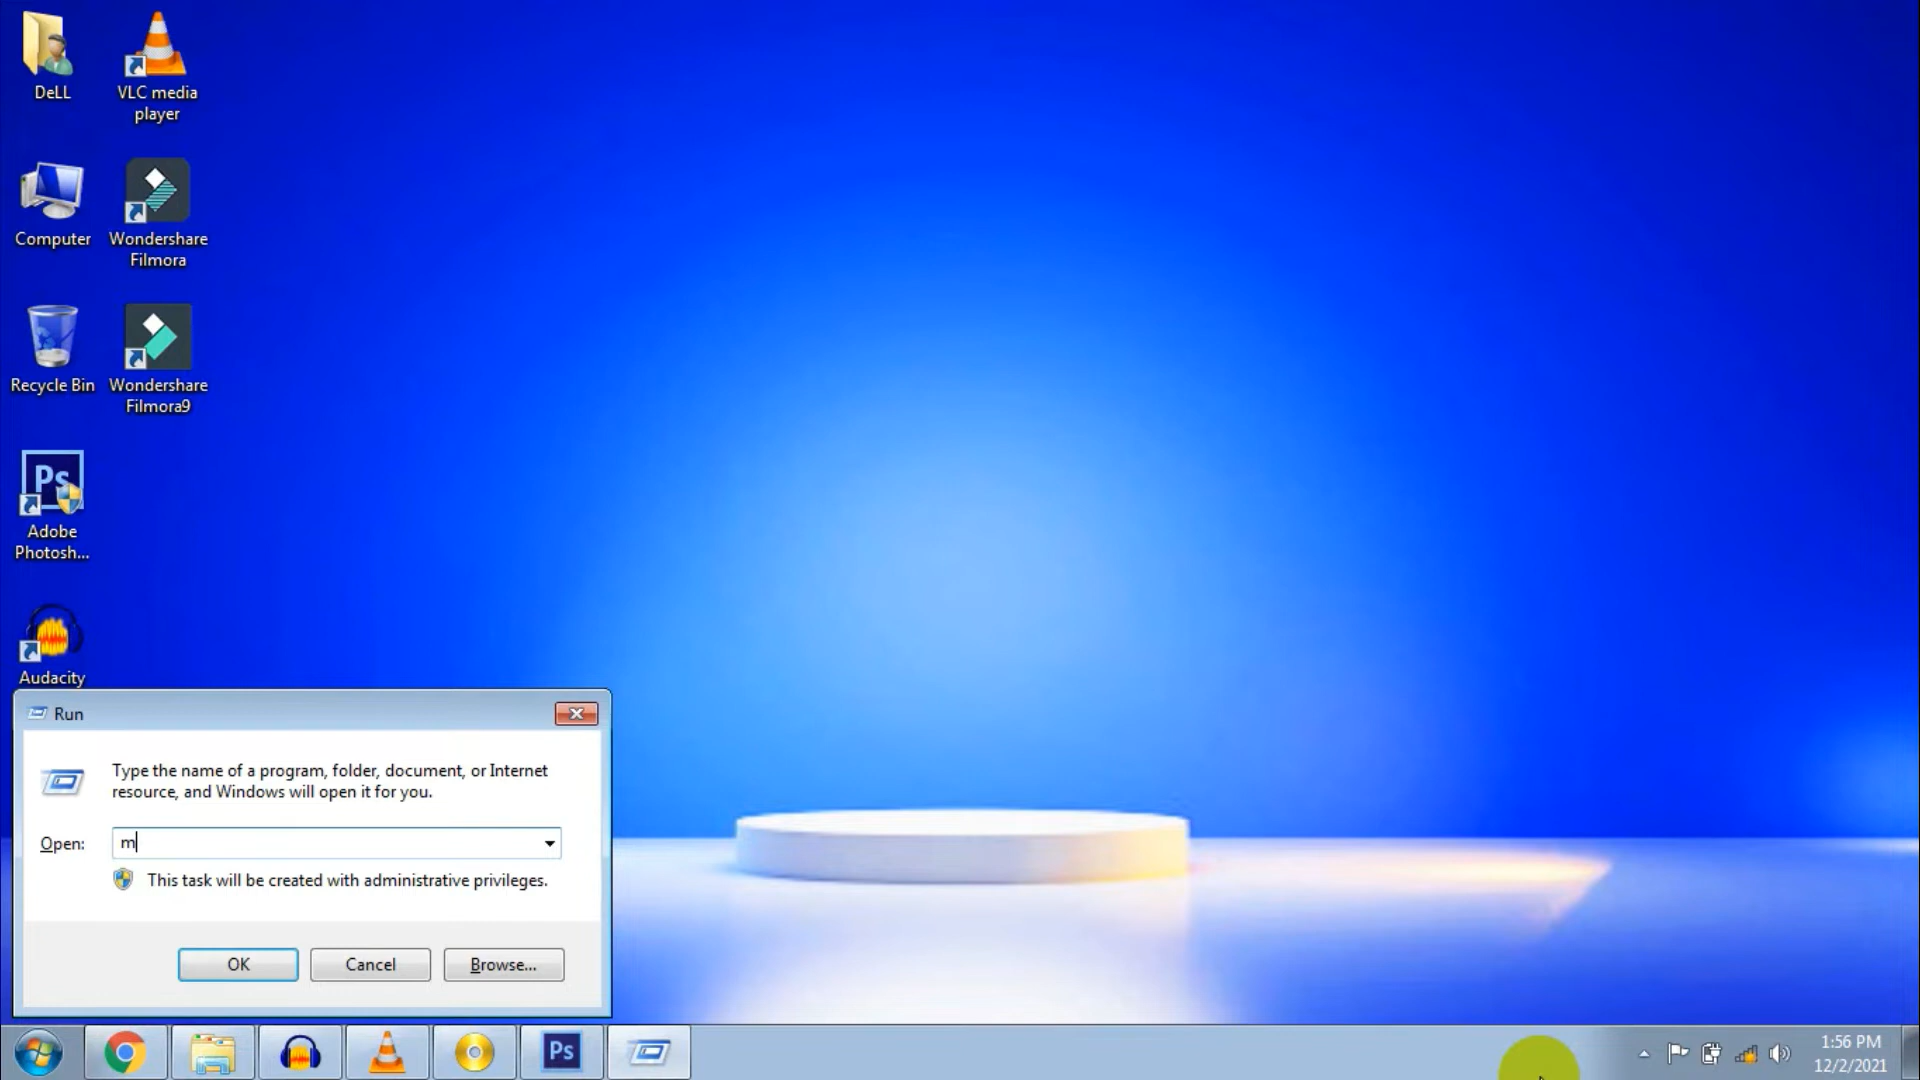 DeLL
VLC media
player
Computer
Wondershare
Filmora
Recycle Bin
Wondershare
Filmora9
Ps
Adobe
Photosh...
Audacity
Run
Type the name of a program, folder, document, or Internet
resource, and Windows will open it for you.
Open:
m
This task will be created with administrative privileges.
OK
Cancel
Browse...
Ps
1:56 PM
12/2/2021